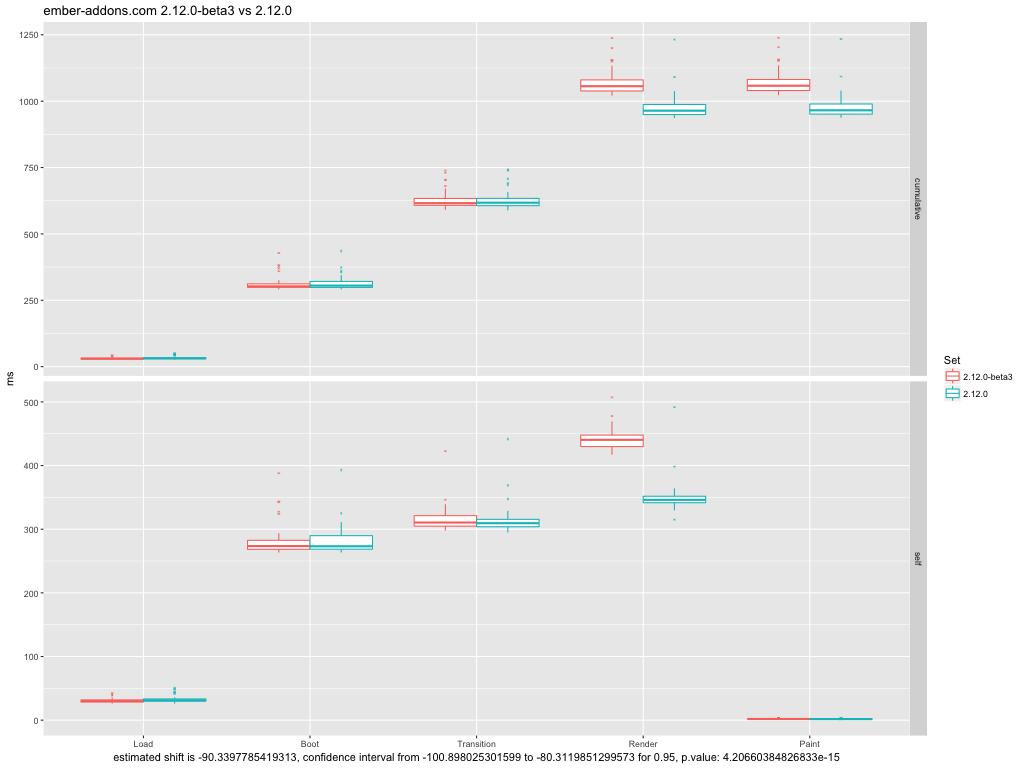 ember-addons.com 2.12.0-beta3 vs 2.12.0
ms
1250
1000
750
500
250
0
cumulative
500
400
300
200
100
0
self
Load Boot Transition Render Paint
estimated shift is -90.3397785419313, confidence interval from -100.898025301599 to -80.3119851299573 for 0.95, p.value: 4.20660384826833e-15
Set
2.12.0-beta3
2.12.0